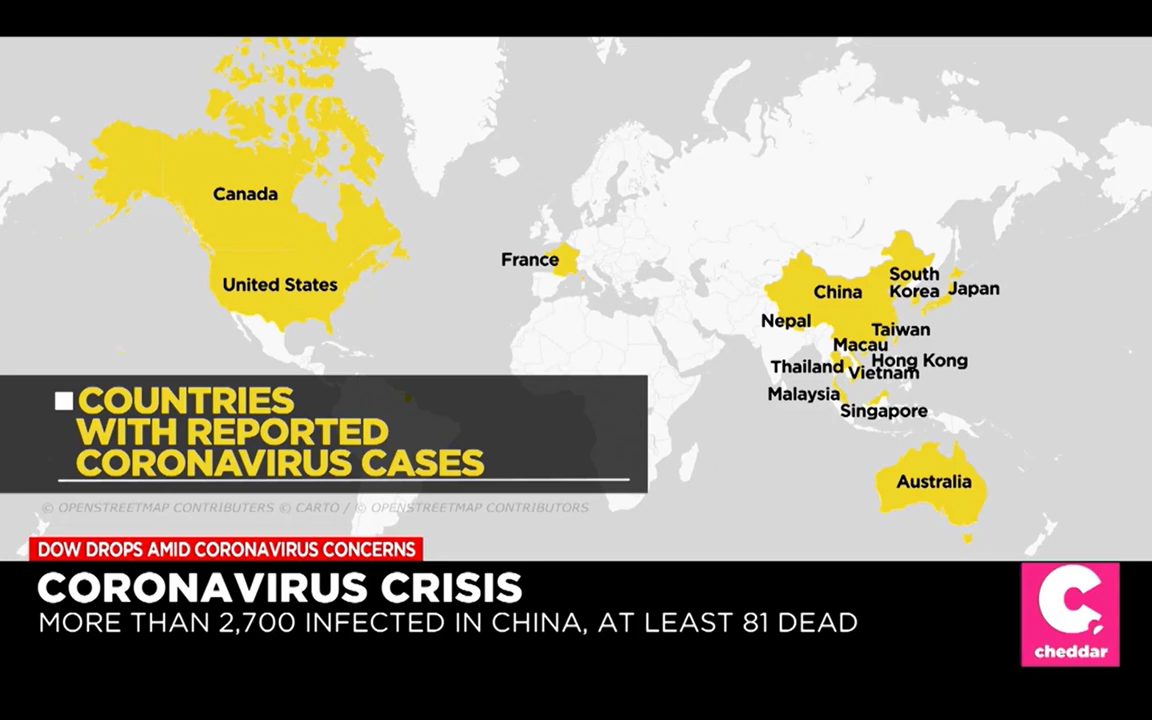 Canada
United States
France
China
South
Korea
Japan
Nepal
Taiwan
Macau
Hong Kong
Thailand
Vietnam
Malaysia
Singapore
Australia
COUNTRIES
WITH REPORTED
CORONAVIRUS CASES
© OPENSTREETMAP CONTRIBUTERS © CARTO / © OPENSTREETMAP CONTRIBUTORS
DOW DROPS AMID CORONAVIRUS CONCERNS
CORONAVIRUS CRISIS
MORE THAN 2,700 INFECTED IN CHINA, AT LEAST 81 DEAD
C
cheddar